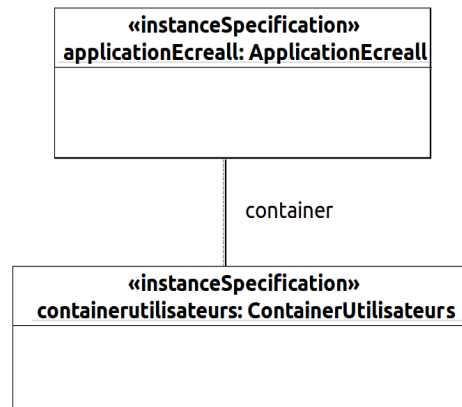 «instanceSpecification»
applicationEcreall: ApplicationEcreall
container
«instanceSpecification»
containerutilisateurs: ContainerUtilisateurs